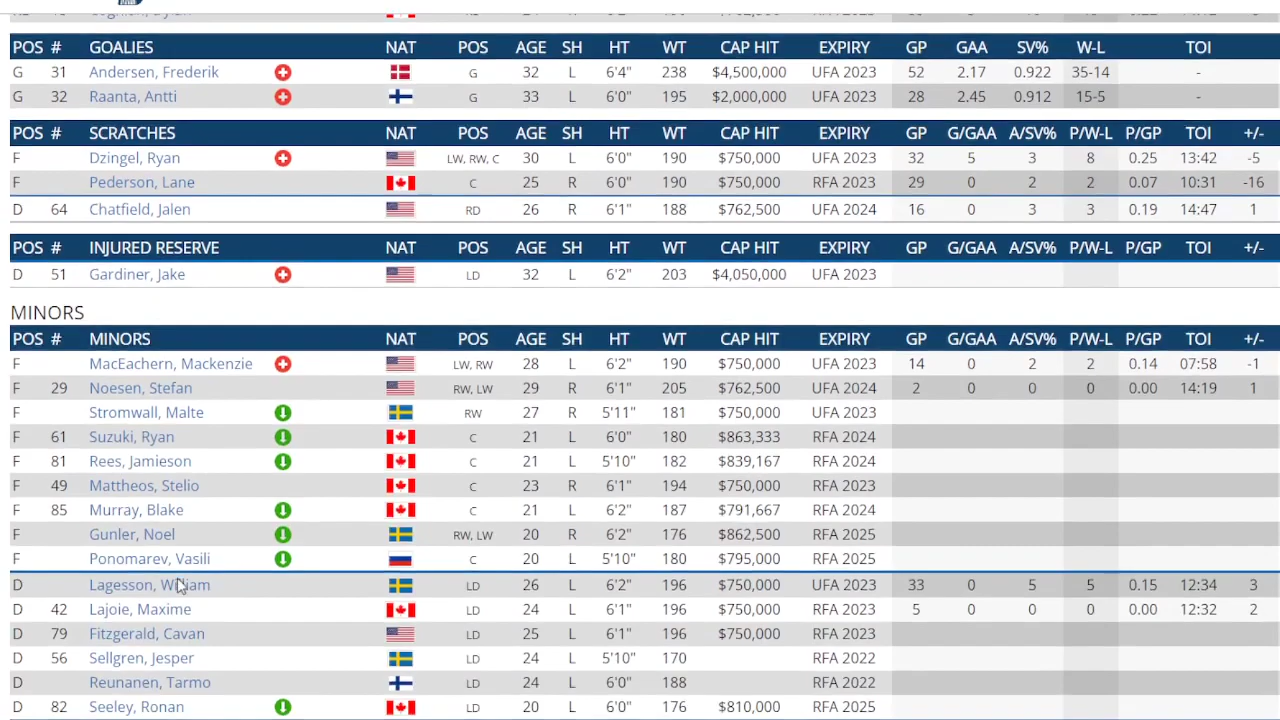 POS # GOALIES NAT POS AGE SH HT WT CAP HIT EXPIRY GP GAA SV% W-L TOI
G 31 Andersen, Frederik G 32 L 6'4" 238 $4,500,000 UFA 2023 52 2.17 0.922 35-14 -
G 32 Raanta, Antti G 33 L 6'0" 195 $2,000,000 UFA 2023 28 2.45 0.912 15-5 -
POS # SCRATCHES NAT POS AGE SH HT WT CAP HIT EXPIRY GP G/GAA A/SV% P/W-L P/GP TOI +/-
F Dzingel, Ryan LW, RW, C 30 L 6'0" 190 $750,000 UFA 2023 32 5 3 8 0.25 13:42 -5
F Pederson, Lane C 25 R 6'0" 190 $750,000 RFA 2023 29 0 2 2 0.07 10:31 -16
D 64 Chatfield, Jalen RD 26 R 6'1" 188 $762,500 UFA 2024 16 0 3 3 0.19 14:47 1
POS # INJURED RESERVE NAT POS AGE SH HT WT CAP HIT EXPIRY GP G/GAA A/SV% P/W-L P/GP TOI +/-
D 51 Gardiner, Jake LD 32 L 6'2" 203 $4,050,000 UFA 2023
MINORS
POS # MINORS NAT POS AGE SH HT WT CAP HIT EXPIRY GP G/GAA A/SV% P/W-L P/GP TOI +/-
F MacEachern, Mackenzie LW, RW 28 L 6'2" 190 $750,000 UFA 2023 14 0 2 2 0.14 07:58 -1
F 29 Noesen, Stefan RW, LW 29 R 6'1" 205 $762,500 UFA 2024 2 0 0 0.00 14:19 1
F Stromwall, Malte RW 27 R 5'11" 181 $750,000 UFA 2023
F 61 Suzuki, Ryan C 21 L 6'0" 180 $863,333 RFA 2024
F 81 Rees, Jamieson C 21 L 5'10" 182 $839,167 RFA 2024
F 49 Mattheos, Stelio C 23 R 6'1" 194 $750,000 RFA 2023
F 85 Murray, Blake C 21 L 6'2" 187 $791,667 RFA 2024
F Gunler, Noel RW, LW 20 R 6'2" 176 $862,500 RFA 2025
F Ponomarev, Vasili C 20 L 5'10" 180 $795,000 RFA 2025
D Lagesson, William LD 26 L 6'2" 196 $750,000 UFA 2023 33 0 5 5 0.15 12:34 3
D 42 Lajoie, Maxime LD 24 L 6'1" 196 $750,000 RFA 2023 5 0 0 0.00 12:32 2
D 79 Fitzgerald, Cavan LD 25 L 6'1" 196 $750,000 RFA 2023
D 56 Sellgren, Jesper LD 24 L 5'10" 170 RFA 2022
D Reunanen, Tarmo LD 24 L 6'0" 188 RFA 2022
D 82 Seeley, Ronan LD 20 L 6'0" 176 $810,000 RFA 2025